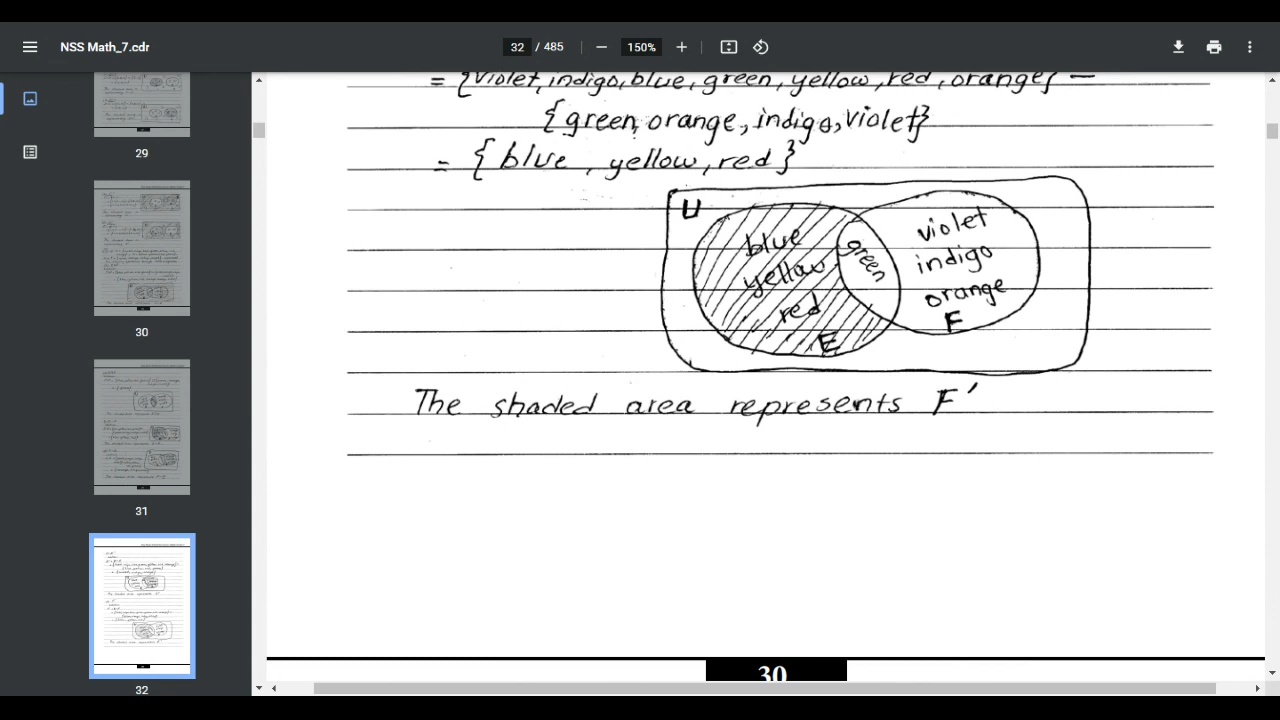 NSS Math_7.cdr
32 / 485
150%
= {violet, indigo, blue, green, yellow, red, orange} –
{green, orange, indigo, violet}
= {blue, yellow, red}
U
blue
yellow
red
E
green
violet
indigo
orange
F
The shaded area represents F'
30
29
30
31
32